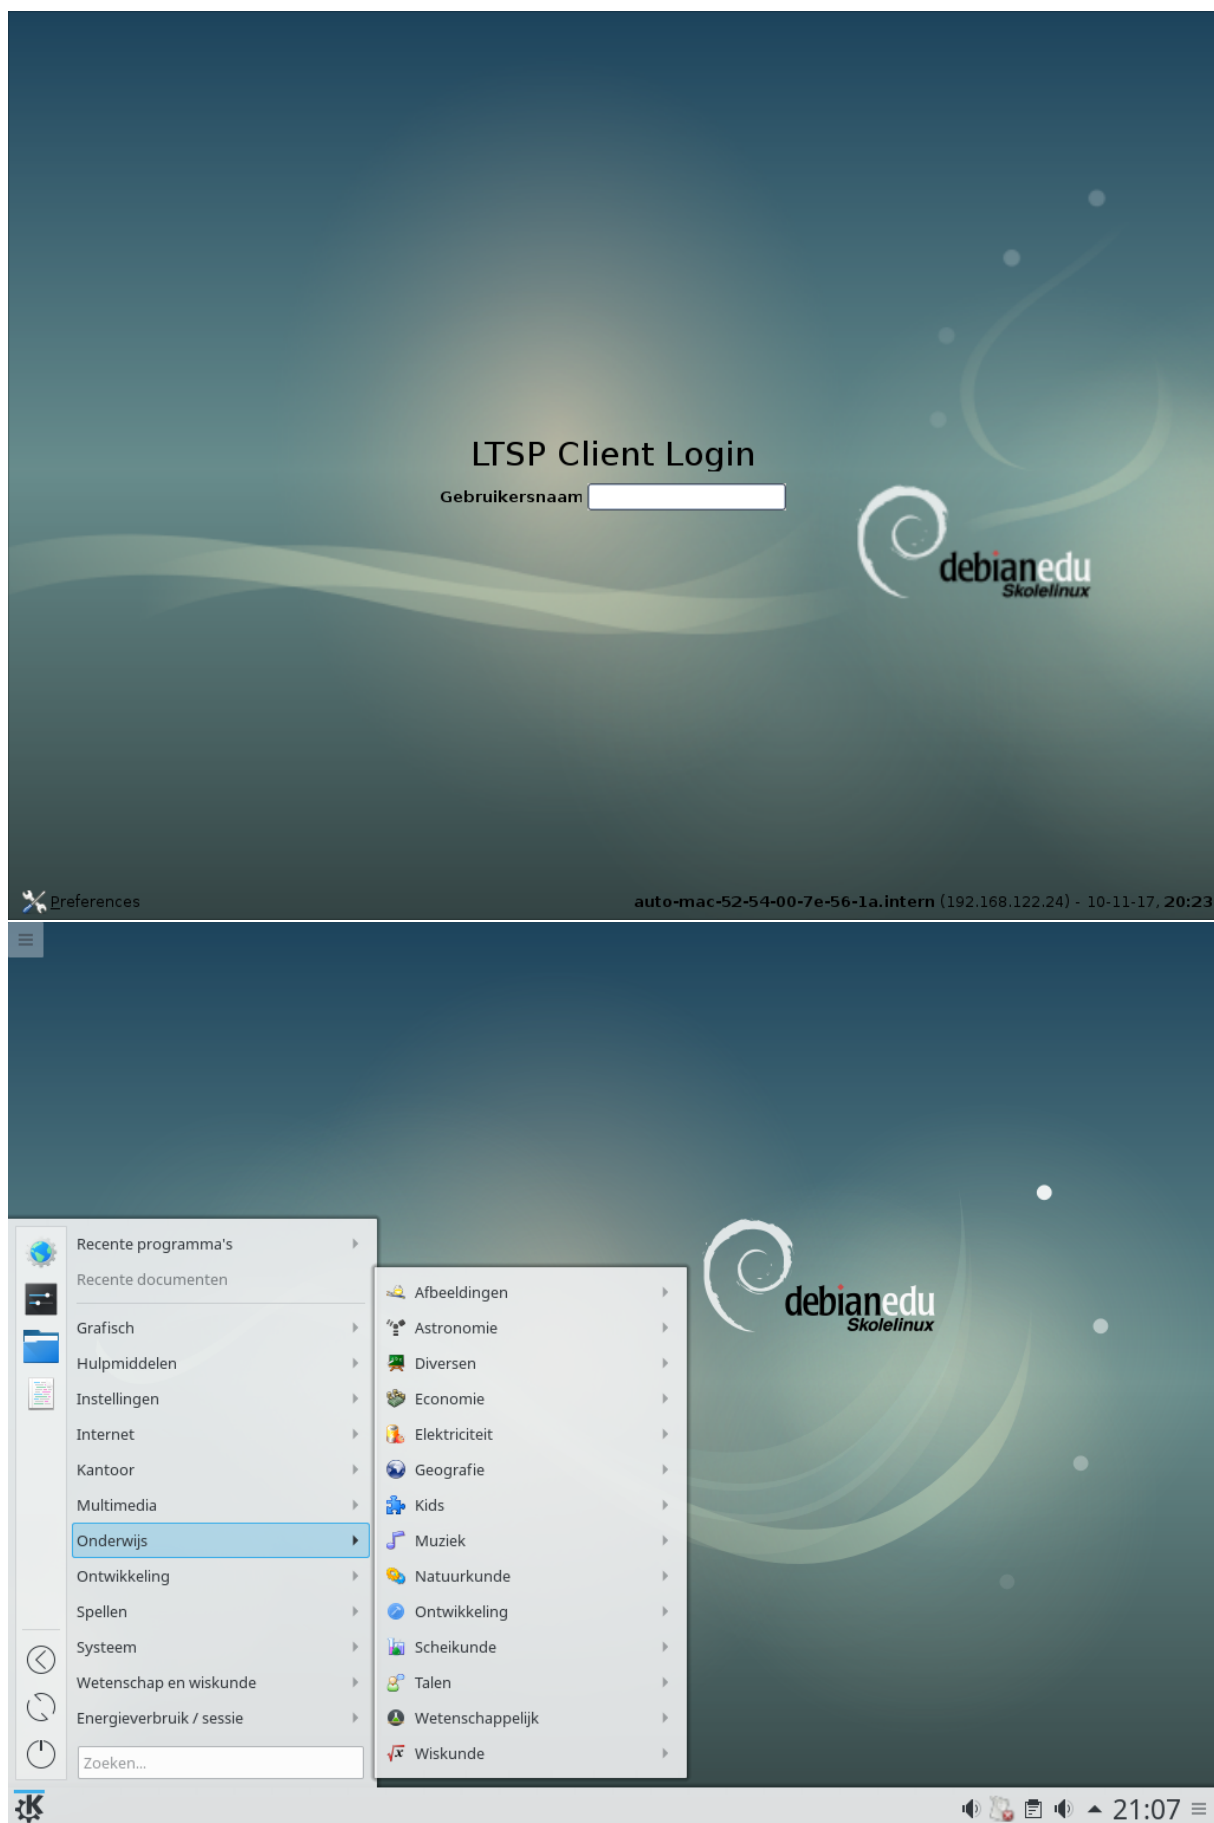 LTSP Client Login
Gebruikersnaam
debianedu
Skolelinux
Preferences
auto-mac-52-54-00-7e-56-1a.intern (192.168.122.24) - 10-11-17, 20:23
Recente programma's
Recente documenten
Grafisch
Hulpmiddelen
Instellingen
Internet
Kantoor
Multimedia
Onderwijs
Ontwikkeling
Spellen
Systeem
Wetenschap en wiskunde
Energieverbruik / sessie
Zoeken...
Afbeeldingen
Astronomie
Diversen
Economie
Elektriciteit
Geografie
Kids
Muziek
Natuurkunde
Ontwikkeling
Scheikunde
Talen
Wetenschappelijk
Wiskunde
debianedu
Skolelinux
21:07